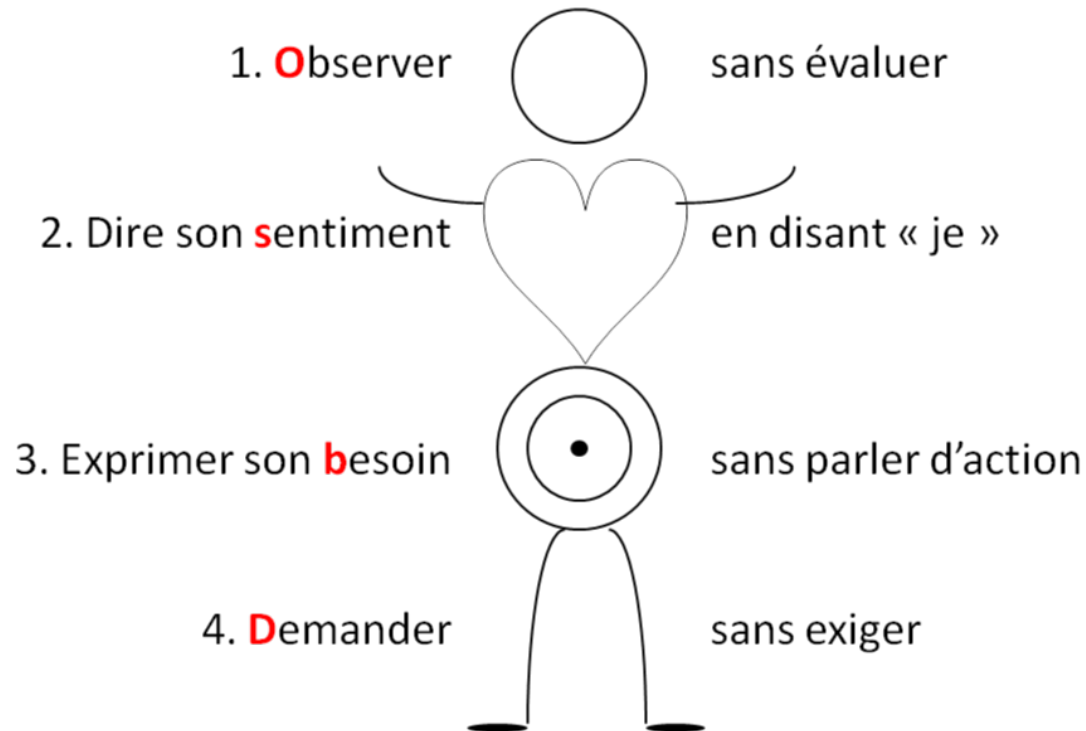 1. Observer sans évaluer
2. Dire son sentiment en disant « je »
3. Exprimer son besoin sans parler d’action
4. Demander sans exiger